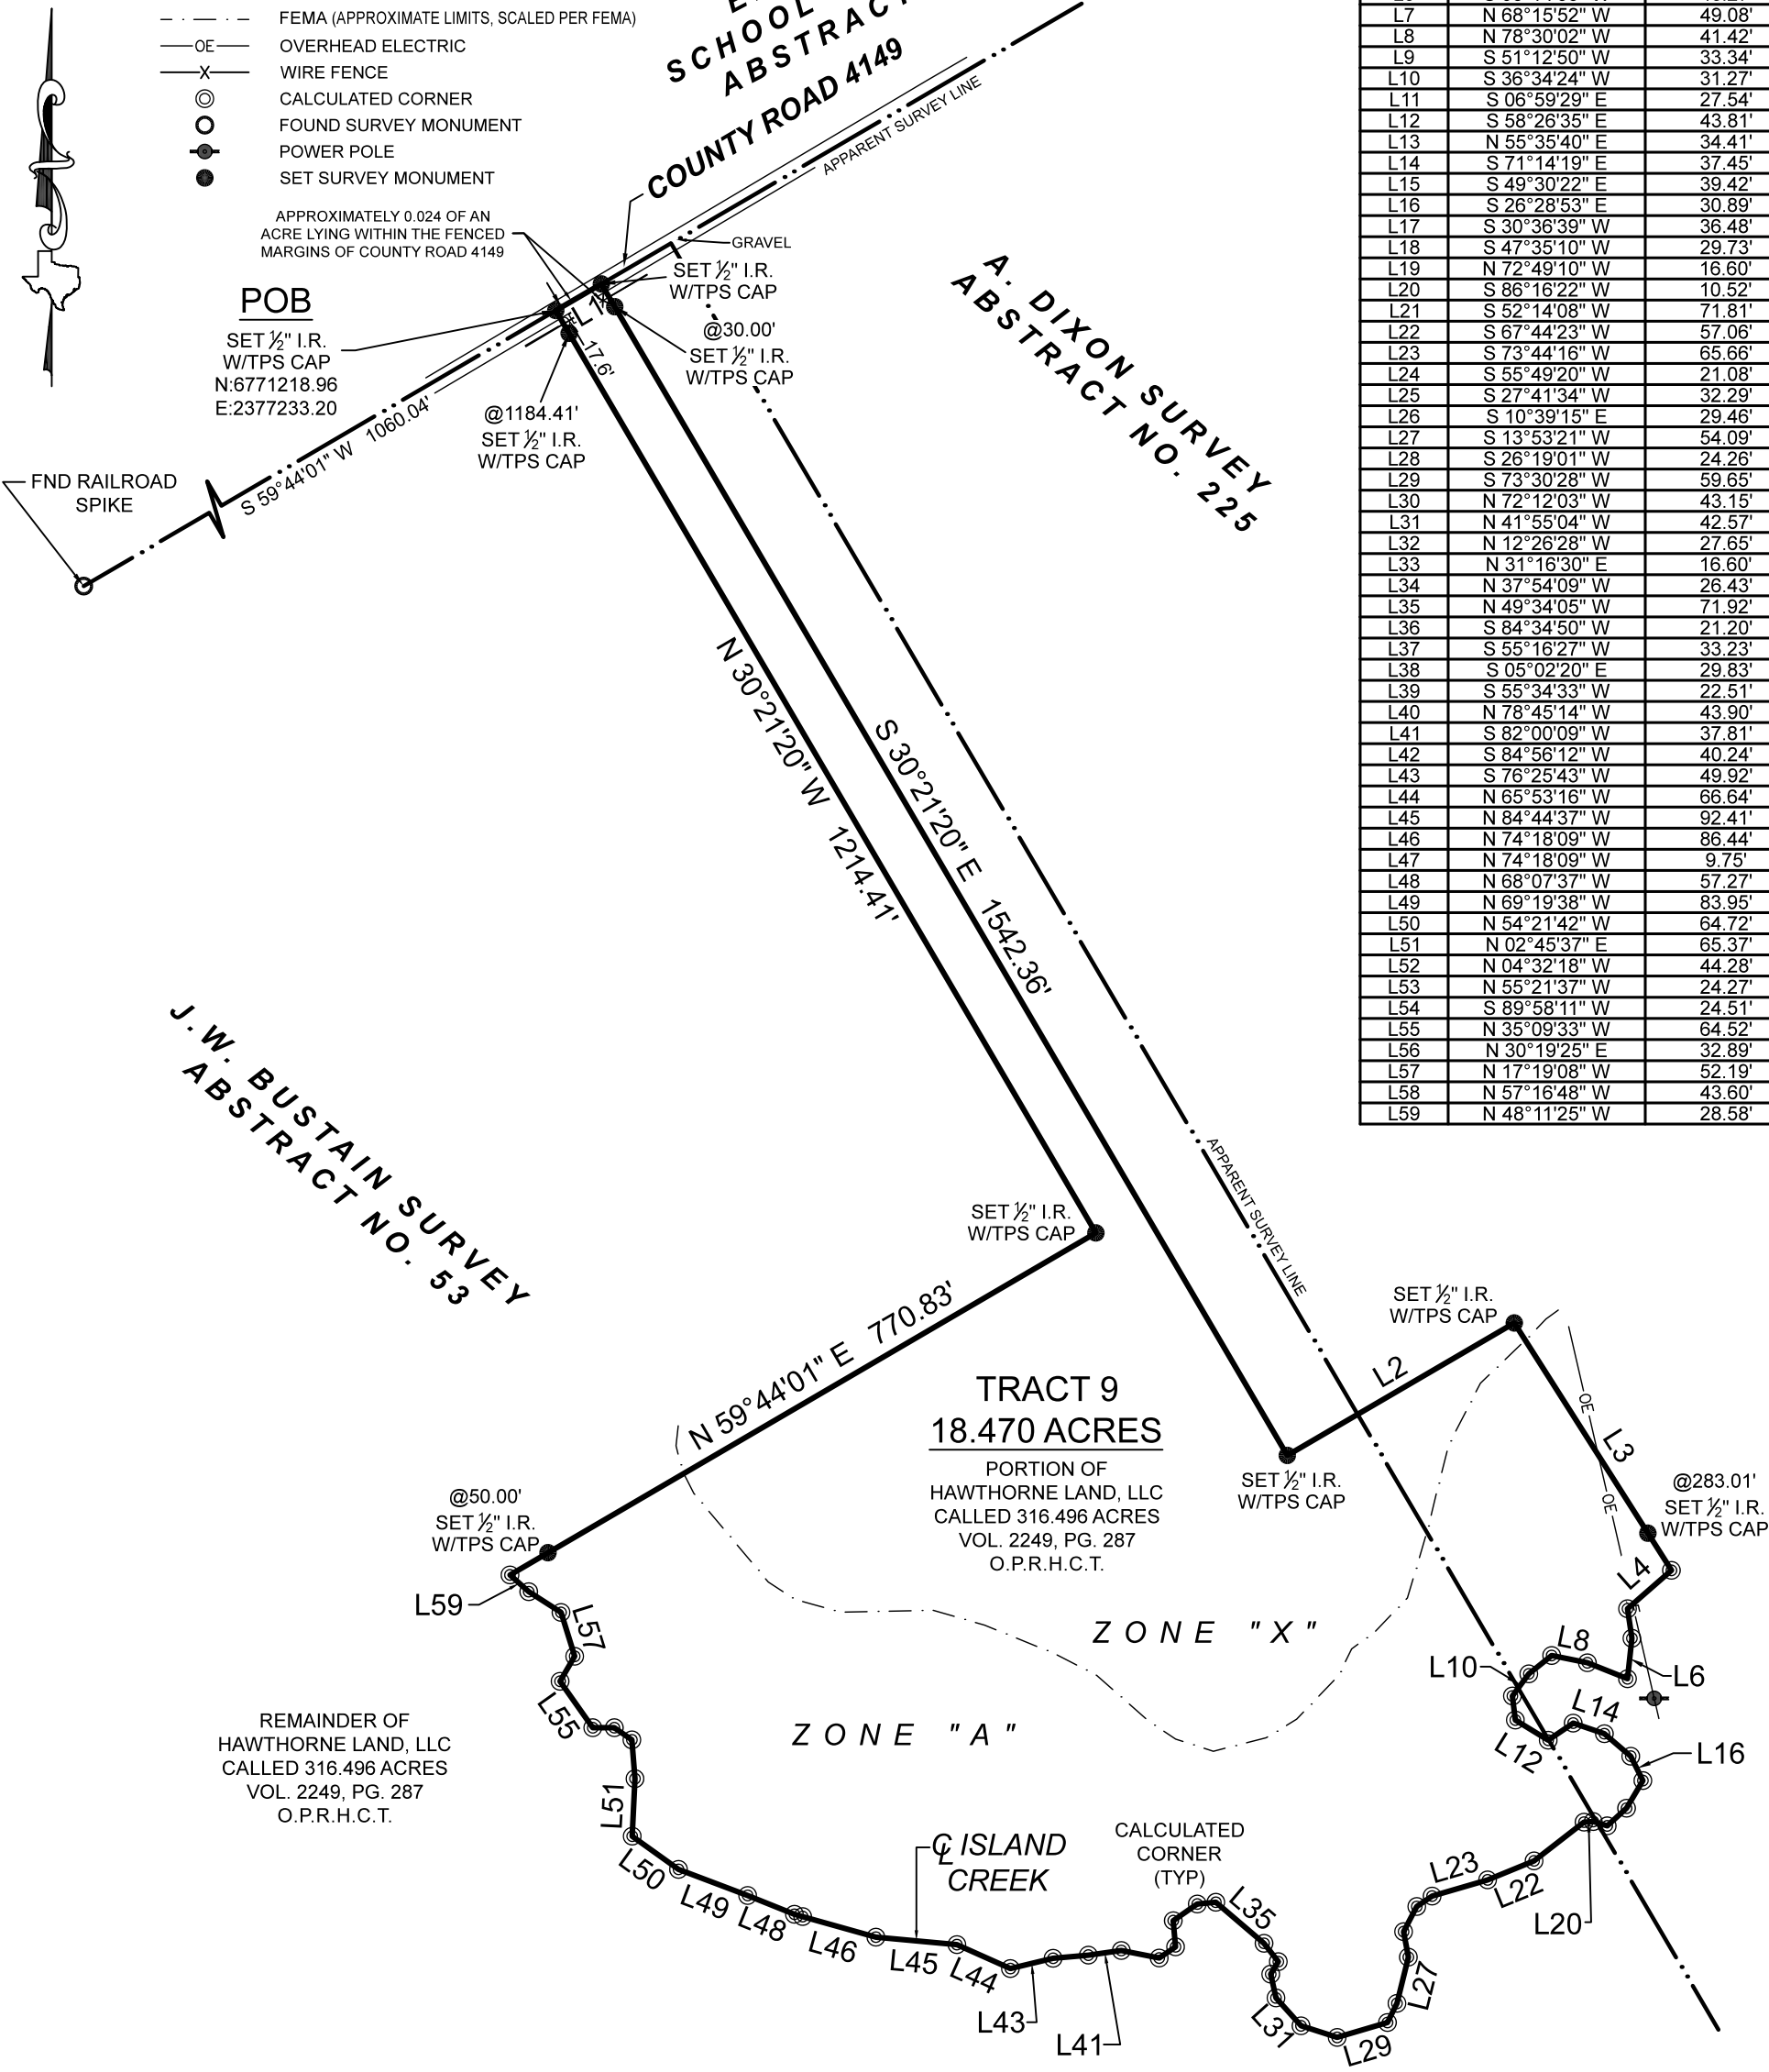 FEMA (APPROXIMATE LIMITS, SCALED PER FEMA)
OE OVERHEAD ELECTRIC
X WIRE FENCE
CALCULATED CORNER
FOUND SURVEY MONUMENT
POWER POLE
SET SURVEY MONUMENT
SCHOOL
ABSTRACT
COUNTY ROAD 4149
APPARENT SURVEY LINE
APPROXIMATELY 0.024 OF AN
ACRE LYING WITHIN THE FENCED
MARGINS OF COUNTY ROAD 4149
GRAVEL
SET ½" I.R.
W/TPS CAP
L1
@30.00'
SET ½" I.R.
W/TPS CAP
17.6'
POB
SET ½" I.R.
W/TPS CAP
N:6771218.96
E:2377233.20
@1184.41'
SET ½" I.R.
W/TPS CAP
S 59°44'01" W 1060.04'
FND RAILROAD
SPIKE
A. DIXON SURVEY
ABSTRACT NO. 225
N 30°21'20" W 1214.41'
S 30°21'20" E 1542.36'
J.W. BUSTAIN SURVEY
ABSTRACT NO. 53
APPARENT SURVEY LINE
SET ½" I.R.
W/TPS CAP
N 59°44'01" E 770.83'
SET ½" I.R.
W/TPS CAP
L2
L3
OE
OE
TRACT 9
18.470 ACRES
PORTION OF
HAWTHORNE LAND, LLC
CALLED 316.496 ACRES
VOL. 2249, PG. 287
O.P.R.H.C.T.
SET ½" I.R.
W/TPS CAP
@283.01'
SET ½" I.R.
W/TPS CAP
@50.00'
SET ½" I.R.
W/TPS CAP
L4
L59
L57
L55
ZONE "X"
ZONE "A"
L8
L10
L6
L14
L12
L16
REMAINDER OF
HAWTHORNE LAND, LLC
CALLED 316.496 ACRES
VOL. 2249, PG. 287
O.P.R.H.C.T.
L51
L50
L49
L48
L46
L45
L44
L43
L41
CL ISLAND
CREEK
CALCULATED
CORNER
(TYP)
L35
L31
L29
L27
L23
L22
L20
L7 N 68°15'52" W 49.08'
L8 N 78°30'02" W 41.42'
L9 S 51°12'50" W 33.34'
L10 S 36°34'24" W 31.27'
L11 S 06°59'29" E 27.54'
L12 S 58°26'35" E 43.81'
L13 N 55°35'40" E 34.41'
L14 S 71°14'19" E 37.45'
L15 S 49°30'22" E 39.42'
L16 S 26°28'53" E 30.89'
L17 S 30°36'39" W 36.48'
L18 S 47°35'10" W 29.73'
L19 N 72°49'10" W 16.60'
L20 S 86°16'22" W 10.52'
L21 S 52°14'08" W 71.81'
L22 S 67°44'23" W 57.06'
L23 S 73°44'16" W 65.66'
L24 S 55°49'20" W 21.08'
L25 S 27°41'34" W 32.29'
L26 S 10°39'15" E 29.46'
L27 S 13°53'21" W 54.09'
L28 S 26°19'01" W 24.26'
L29 S 73°30'28" W 59.65'
L30 N 72°12'03" W 43.15'
L31 N 41°55'04" W 42.57'
L32 N 12°26'28" W 27.65'
L33 N 31°16'30" E 16.60'
L34 N 37°54'09" W 26.43'
L35 N 49°34'05" W 71.92'
L36 S 84°34'50" W 21.20'
L37 S 55°16'27" W 33.23'
L38 S 05°02'20" E 29.83'
L39 S 55°34'33" W 22.51'
L40 N 78°45'14" W 43.90'
L41 S 82°00'09" W 37.81'
L42 S 84°56'12" W 40.24'
L43 S 76°25'43" W 49.92'
L44 N 65°53'16" W 66.64'
L45 N 84°44'37" W 92.41'
L46 N 74°18'09" W 86.44'
L47 N 74°18'09" W 9.75'
L48 N 68°07'37" W 57.27'
L49 N 69°19'38" W 83.95'
L50 N 54°21'42" W 64.72'
L51 N 02°45'37" E 65.37'
L52 N 04°32'18" W 44.28'
L53 N 55°21'37" W 24.27'
L54 S 89°58'11" W 24.51'
L55 N 35°09'33" W 64.52'
L56 N 30°19'25" E 32.89'
L57 N 17°19'08" W 52.19'
L58 N 57°16'48" W 43.60'
L59 N 48°11'25" W 28.58'